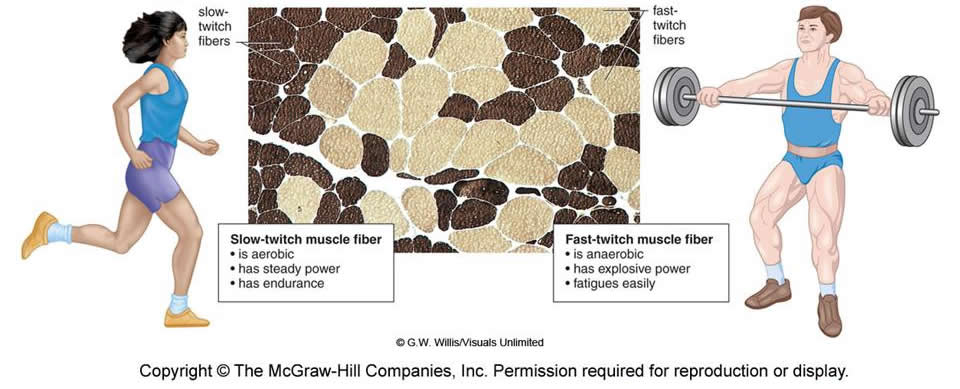 slow-
twitch
fibers
fast-
twitch
fibers
Slow-twitch muscle fiber
• is aerobic
• has steady power
• has endurance
Fast-twitch muscle fiber
• is anaerobic
• has explosive power
• fatigues easily
© G.W. Willis/Visuals Unlimited
Copyright © The McGraw-Hill Companies, Inc. Permission required for reproduction or display.